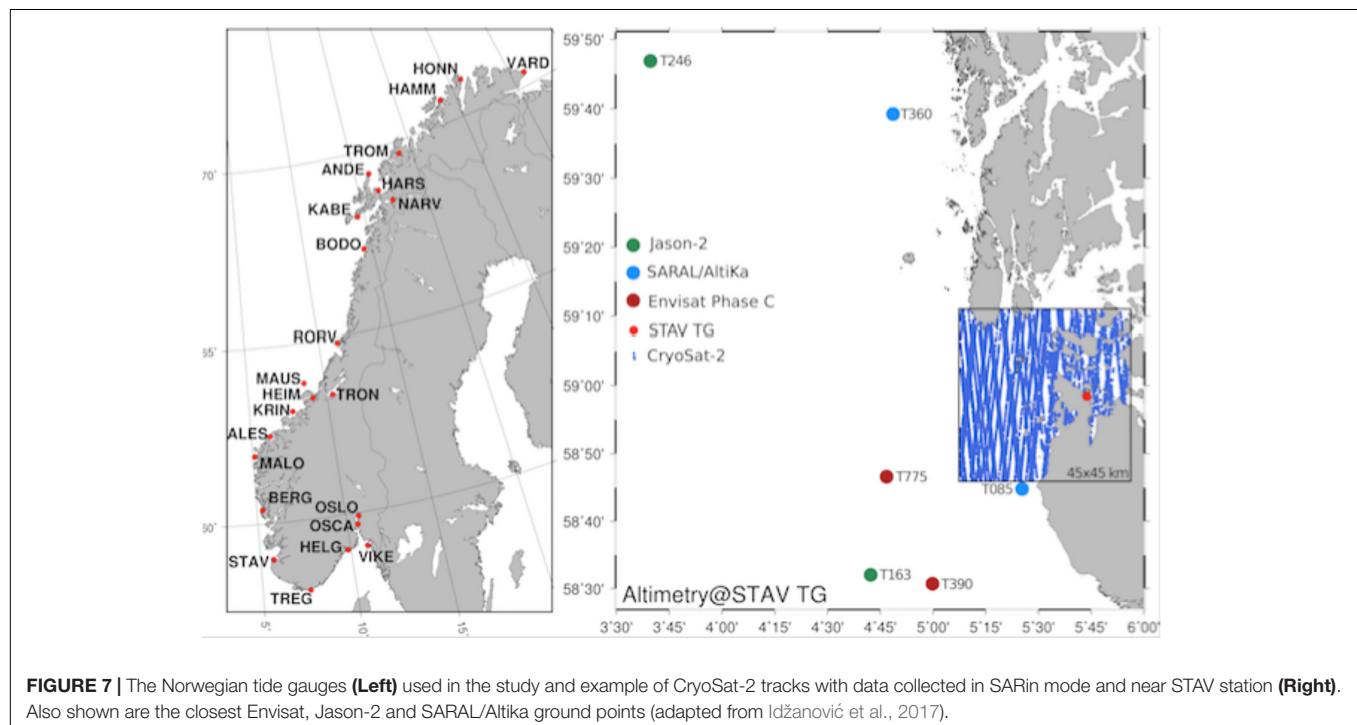 HONN
VARD
HAMM
TROM
ANDE
HARS
KABE
NARV
BODO
RORV
MAUS
HEIM
TRON
KRIN
ALES
MALO
BERG
OSLO
OSCA
HELG
VIKE
STAV
TREG
70°
65°
60°
5°
10°
15°
59°50'
59°40'
59°30'
59°20'
59°10'
59°00'
58°50'
58°40'
58°30'
T246
T360
Jason-2
SARAL/AltiKa
Envisat Phase C
STAV TG
CryoSat-2
45x45 km
T775
T085
T163
T390
Altimetry@STAV TG
3°30' 3°45' 4°00' 4°15' 4°30' 4°45' 5°00' 5°15' 5°30' 5°45' 6°00'
FIGURE 7 | The Norwegian tide gauges (Left) used in the study and example of CryoSat-2 tracks with data collected in SARin mode and near STAV station (Right).
Also shown are the closest Envisat, Jason-2 and SARAL/Altika ground points (adapted from Idžanović et al., 2017).